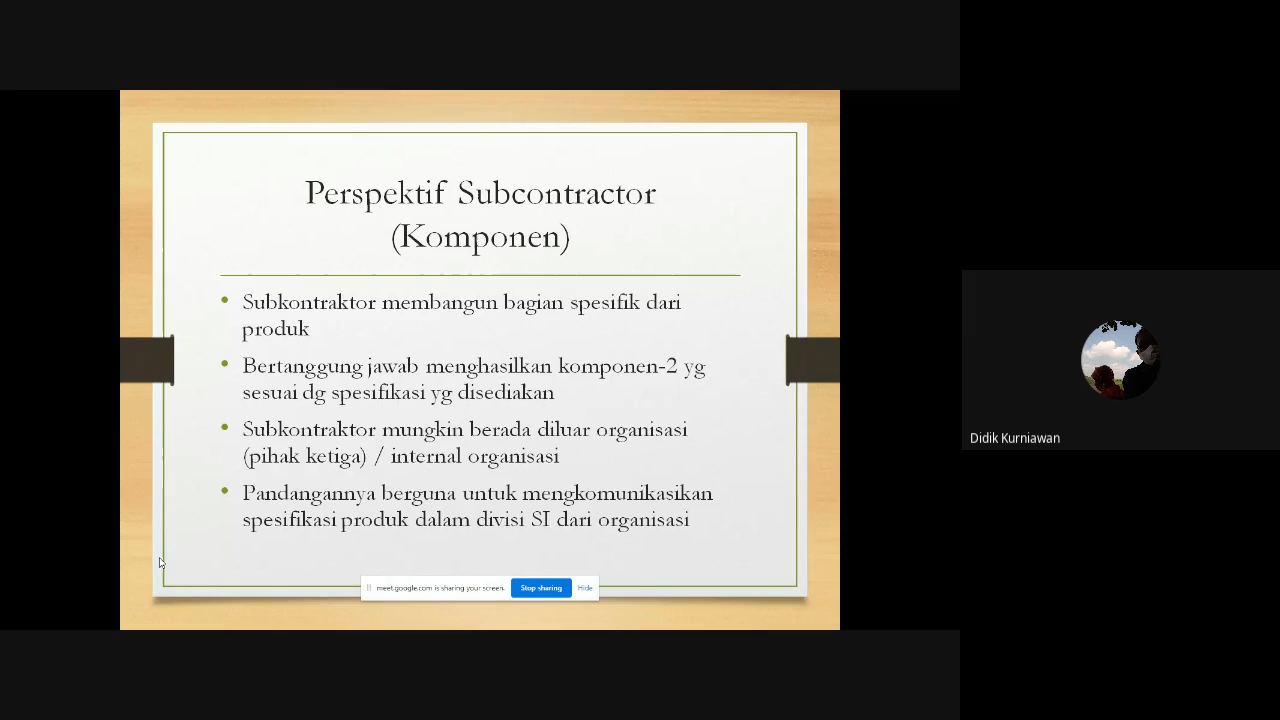 Perspektif Subcontractor
(Komponen)
• Subkontraktor membangun bagian spesifik dari
produk
• Bertanggung jawab menghasilkan komponen-2 yg
sesuai dg spesifikasi yg disediakan
• Subkontraktor mungkin berada diluar organisasi
(pihak ketiga) / internal organisasi
• Pandangannya berguna untuk mengkomunikasikan
spesifikasi produk dalam divisi SI dari organisasi
meet.google.com is sharing your screen. Stop sharing Hide
Didik Kurniawan